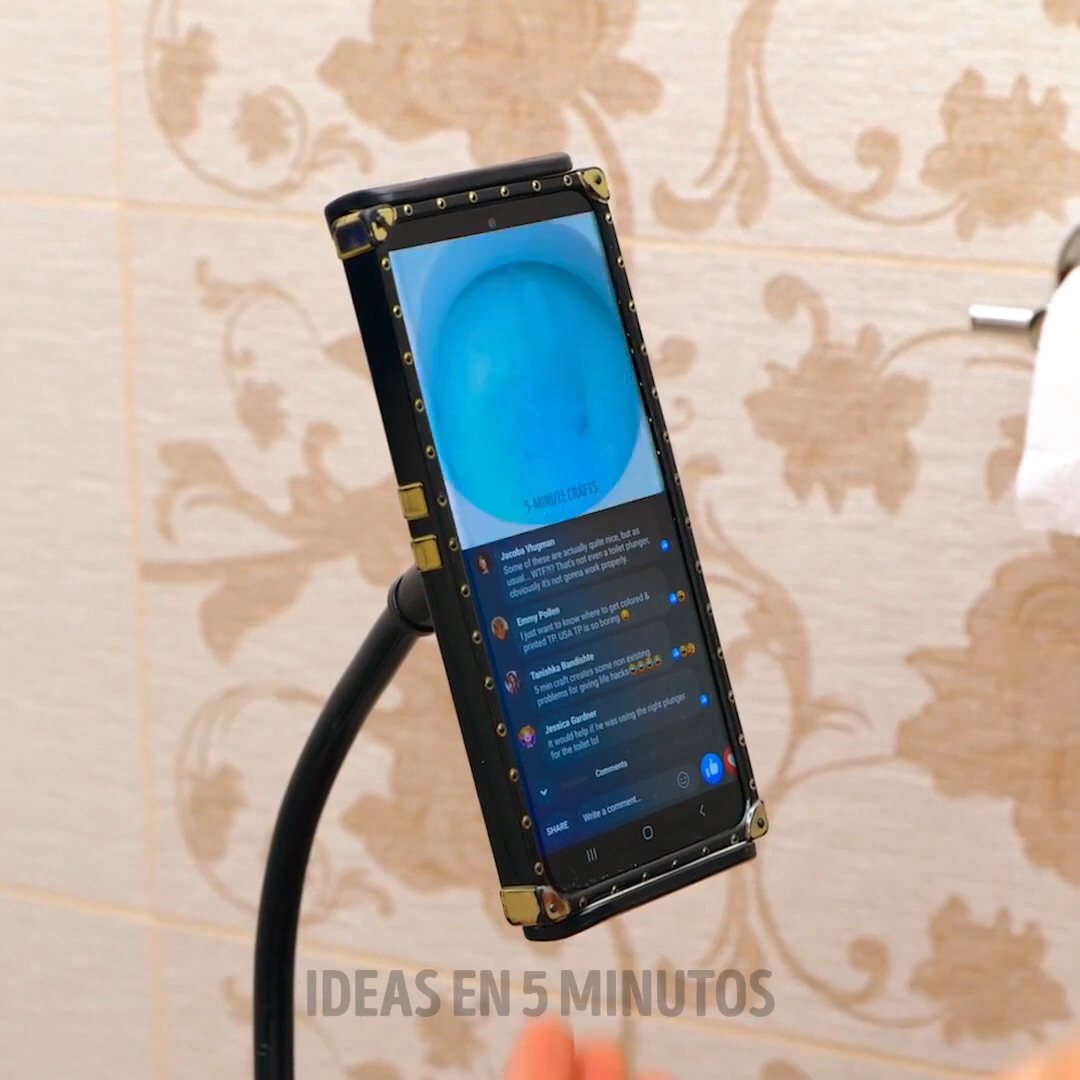 5-MINUTE CRAFTS
Jacoba Vlugman
Some of these are actually quite nice, but as
usual... WTF?!? That's not even a toilet plunger,
obviously it's not gonna work properly.
Emmy Pollen
I just want to know where to get colored &
printed TP. USA TP is so boring 😆
Tanishka Bandishte
5 min craft creates some non existing
problems for giving life hacks😂😂😂😂
Jessica Gardner
It would help if he was using the right plunger
for the toilet lol
Comments
SHARE Write a comment...
IDEAS EN 5 MINUTOS